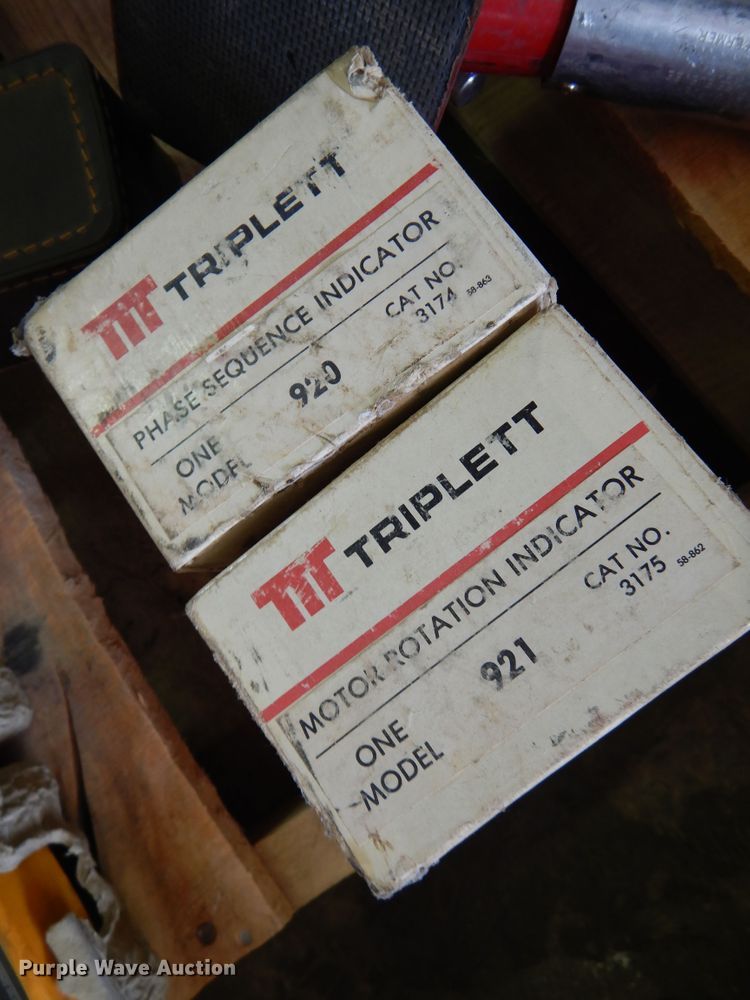 TRIPLETT
PHASE SEQUENCE INDICATOR
ONE
MODEL
920
CAT NO.
3174
58-863
TRIPLETT
MOTOR ROTATION INDICATOR
ONE
MODEL
921
CAT NO.
3175
58-862
Purple Wave Auction